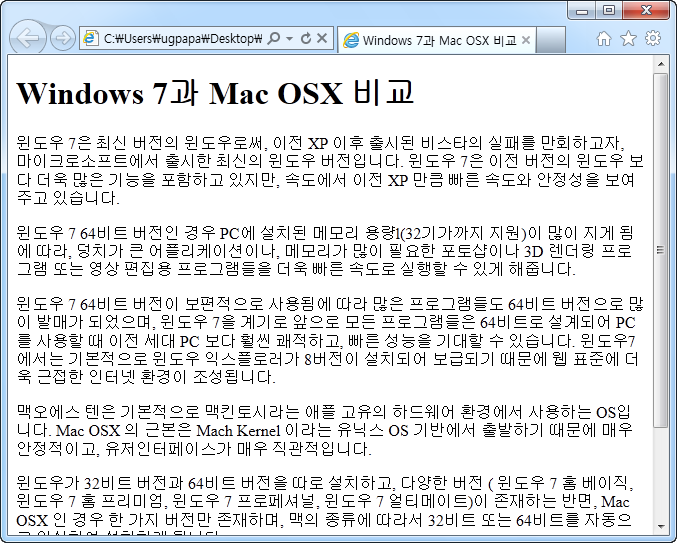 C:₩Users₩ugpapa₩Desktop₩
Windows 7과 Mac OSX 비교
Windows 7과 Mac OSX 비교
윈도우 7은 최신 버전의 윈도우로써, 이전 XP 이후 출시된 비스타의 실패를 만회하고자,
마이크로소프트에서 출시한 최신의 윈도우 버전입니다. 윈도우 7은 이전 버전의 윈도우 보
다 더욱 많은 기능을 포함하고 있지만, 속도에서 이전 XP 만큼 빠른 속도와 안정성을 보여
주고 있습니다.
윈도우 7 64비트 버전인 경우 PC에 설치된 메모리 용량l(32기가까지 지원)이 많이 지게 됨
에 따라, 덩치가 큰 어플리케이션이나, 메모리가 많이 필요한 포토샵이나 3D 렌더링 프로
그램 또는 영상 편집용 프로그램들을 더욱 빠른 속도로 실행할 수 있게 해줍니다.
윈도우 7 64비트 버전이 보편적으로 사용됨에 따라 많은 프로그램들도 64비트 버전으로 많
이 발매가 되었으며, 윈도우 7을 계기로 앞으로 모든 프로그램들은 64비트로 설계되어 PC
를 사용할 때 이전 세대 PC 보다 훨씬 쾌적하고, 빠른 성능을 기대할 수 있습니다. 윈도우7
에서는 기본적으로 윈도우 익스플로러가 8버전이 설치되어 보급되기 때문에 웹 표준에 더
욱 근접한 인터넷 환경이 조성됩니다.
맥오에스 텐은 기본적으로 맥킨토시라는 애플 고유의 하드웨어 환경에서 사용하는 OS입
니다. Mac OSX 의 근본은 Mach Kernel 이라는 유닉스 OS 기반에서 출발하기 때문에 매우
안정적이고, 유저인터페이스가 매우 직관적입니다.
윈도우가 32비트 버전과 64비트 버전을 따로 설치하고, 다양한 버전 ( 윈도우 7 홈 베이직,
윈도우 7 홈 프리미엄, 윈도우 7 프로페셔널, 윈도우 7 얼티메이트)이 존재하는 반면, Mac
OSX 인 경우 한 가지 버전만 존재하며, 맥의 종류에 따라서 32비트 또는 64비트를 자동으